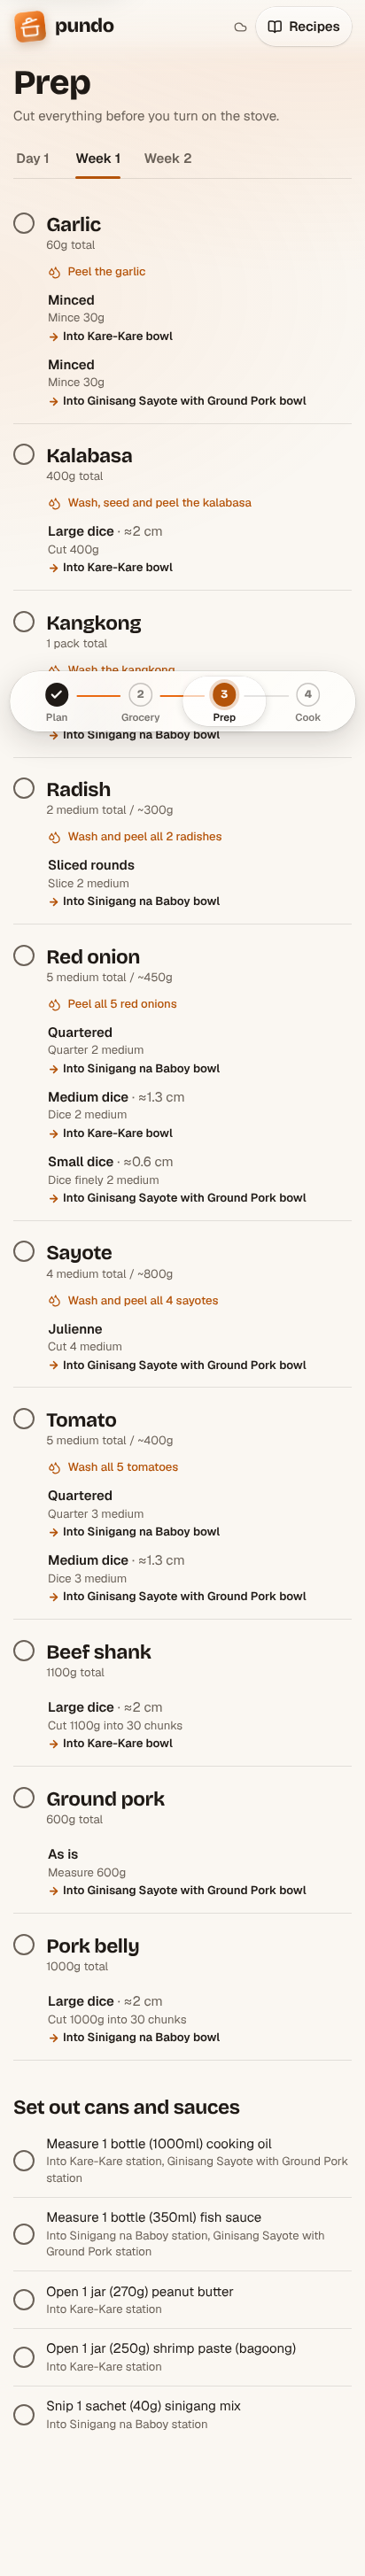 pundo
Recipes
Prep
Cut everything before you turn on the stove.
Day 1 Week 1 Week 2
Garlic
60g total
Peel the garlic
Minced
Mince 30g
→ Into Kare-Kare bowl
Minced
Mince 30g
→ Into Ginisang Sayote with Ground Pork bowl
Kalabasa
400g total
Wash, seed and peel the kalabasa
Large dice · ≈2 cm
Cut 400g
→ Into Kare-Kare bowl
Kangkong
1 pack total
Wash the kangkong
2 3 4
Plan Grocery Prep Cook
→ Into Sinigang na Baboy bowl
Radish
2 medium total / ~300g
Wash and peel all 2 radishes
Sliced rounds
Slice 2 medium
→ Into Sinigang na Baboy bowl
Red onion
5 medium total / ~450g
Peel all 5 red onions
Quartered
Quarter 2 medium
→ Into Sinigang na Baboy bowl
Medium dice · ≈1.3 cm
Dice 2 medium
→ Into Kare-Kare bowl
Small dice · ≈0.6 cm
Dice finely 2 medium
→ Into Ginisang Sayote with Ground Pork bowl
Sayote
4 medium total / ~800g
Wash and peel all 4 sayotes
Julienne
Cut 4 medium
→ Into Ginisang Sayote with Ground Pork bowl
Tomato
5 medium total / ~400g
Wash all 5 tomatoes
Quartered
Quarter 3 medium
→ Into Sinigang na Baboy bowl
Medium dice · ≈1.3 cm
Dice 3 medium
→ Into Ginisang Sayote with Ground Pork bowl
Beef shank
1100g total
Large dice · ≈2 cm
Cut 1100g into 30 chunks
→ Into Kare-Kare bowl
Ground pork
600g total
As is
Measure 600g
→ Into Ginisang Sayote with Ground Pork bowl
Pork belly
1000g total
Large dice · ≈2 cm
Cut 1000g into 30 chunks
→ Into Sinigang na Baboy bowl
Set out cans and sauces
Measure 1 bottle (1000ml) cooking oil
Into Kare-Kare station, Ginisang Sayote with Ground Pork
station
Measure 1 bottle (350ml) fish sauce
Into Sinigang na Baboy station, Ginisang Sayote with
Ground Pork station
Open 1 jar (270g) peanut butter
Into Kare-Kare station
Open 1 jar (250g) shrimp paste (bagoong)
Into Kare-Kare station
Snip 1 sachet (40g) sinigang mix
Into Sinigang na Baboy station